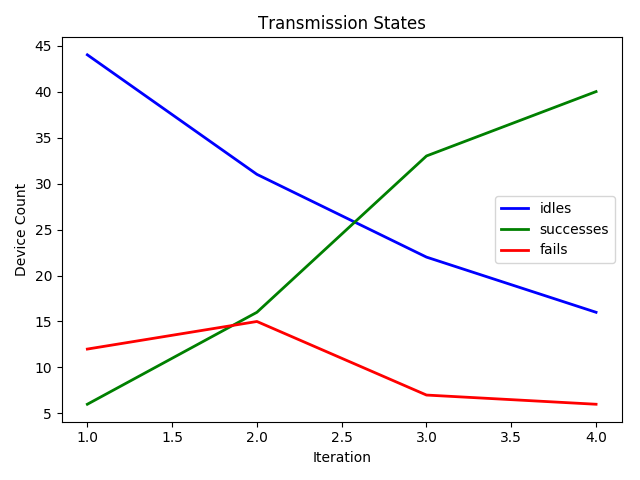 Transmission States
Device Count
45
40
35
30
25
20
15
10
5
idles
successes
fails
1.0 1.5 2.0 2.5 3.0 3.5 4.0
Iteration